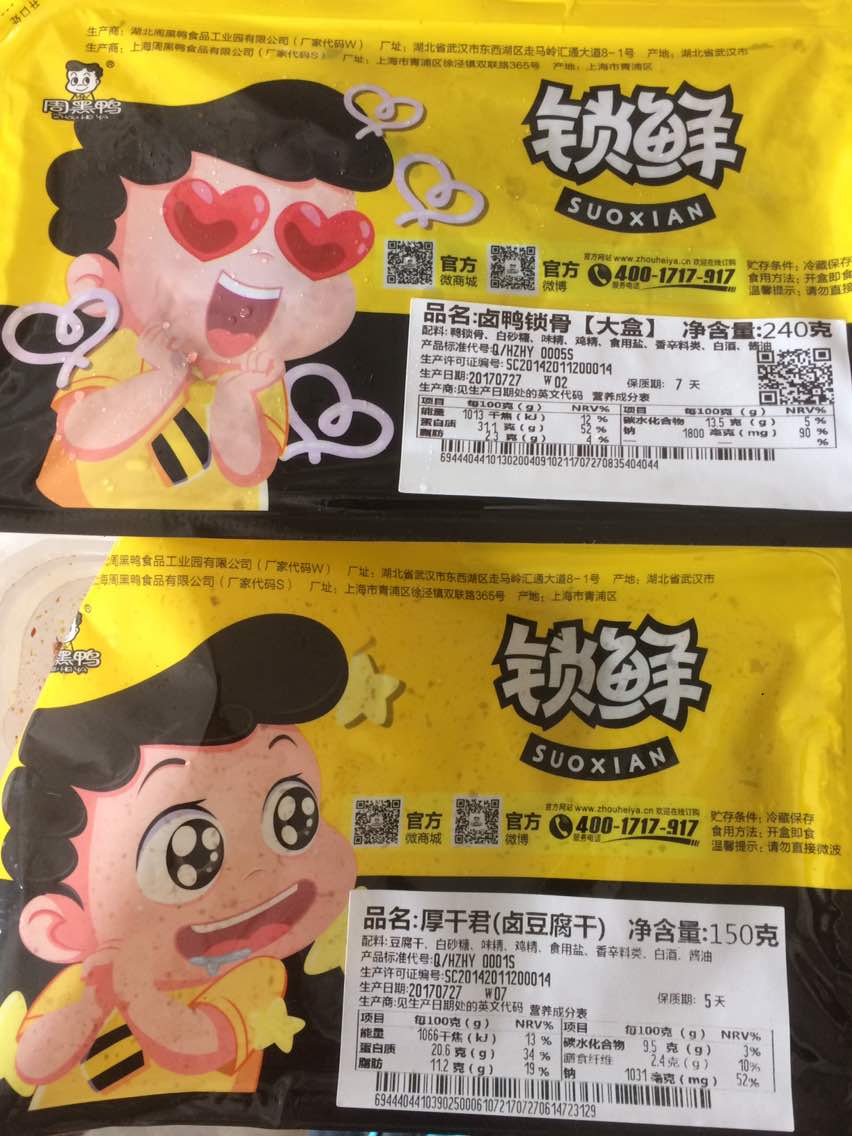 生产商：湖北周黑鸭食品工业园有限公司（厂家代码W） 厂址：湖北省武汉市东西湖区走马岭汇通大道8-1号 产地：湖北省武汉市
生产商：上海周黑鸭食品有限公司（厂家代码S） 厂址：上海市青浦区徐泾镇双联路365号 产地：上海市青浦区
周黑鸭
ZHOU HEI YA
锁鲜
SUOXIAN
官方
微商城
官方
微博
官方网站 www.zhouheiya.cn 欢迎在线订购
400-1717-917
服务电话
贮存条件：冷藏保存
食用方法：开盒即食
温馨提示：请勿直接
品名:卤鸭锁骨【大盒】 净含量:240克
配料:鸭锁骨、白砂糖、味精、鸡精、食用盐、香辛料类、白酒、酱油
产品标准代号:Q/HZHY 0005S
生产许可证编号:SC20142011200014
生产日期:20170727 W02 保质期: 7 天
生产商:见生产日期处的英文代码 营养成分表
项目 每100克(g) NRV% 项目 每100克(g) NRV%
能量 1013 千焦(kJ) 12 % 碳水化合物 13.5 克(g) 5 %
蛋白质 31.1 克(g) 52 % 钠 1800 毫克(mg) 90 %
脂肪 2.3 克(g) 4 % — — %
6944404410130200409102117072708354040​44
周黑鸭食品工业园有限公司（厂家代码W） 厂址：湖北省武汉市东西湖区走马岭汇通大道8-1号 产地：湖北省武汉市
海周黑鸭食品有限公司（厂家代码S） 厂址：上海市青浦区徐泾镇双联路365号 产地：上海市青浦区
黑鸭
锁鲜
SUOXIAN
官方
微商城
官方
微博
官方网站 www.zhouheiya.cn 欢迎在线订购
400-1717-917
服务电话
贮存条件：冷藏保存
食用方法：开盒即食
温馨提示：请勿直接微波
品名:厚干君(卤豆腐干) 净含量:150克
配料:豆腐干、白砂糖、味精、鸡精、食用盐、香辛料类、白酒、酱油
产品标准代号:Q/HZHY 0001S
生产许可证编号:SC20142011200014
生产日期:20170727 W07 保质期: 5 天
生产商:见生产日期处的英文代码 营养成分表
项目 每100克(g) NRV% 项目 每100克(g) NRV%
能量 1066千焦(kJ) 13 % 碳水化合物 9.5 克(g) 3%
蛋白质 20.6 克(g) 34 % 膳食纤维 2.4 克(g) 10%
脂肪 11.2 克(g) 19 % 钠 1031 毫克(mg) 52%
69444044103902500061072170727061​4723129